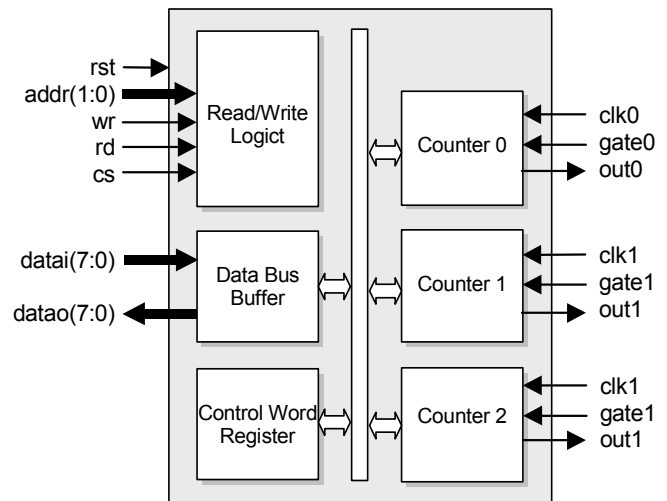 rst
addr(1:0)
wr
rd
cs
datai(7:0)
datao(7:0)
Read/Write
Logict
Data Bus
Buffer
Control Word
Register
Counter 0
Counter 1
Counter 2
clk0
gate0
out0
clk1
gate1
out1
clk1
gate1
out1